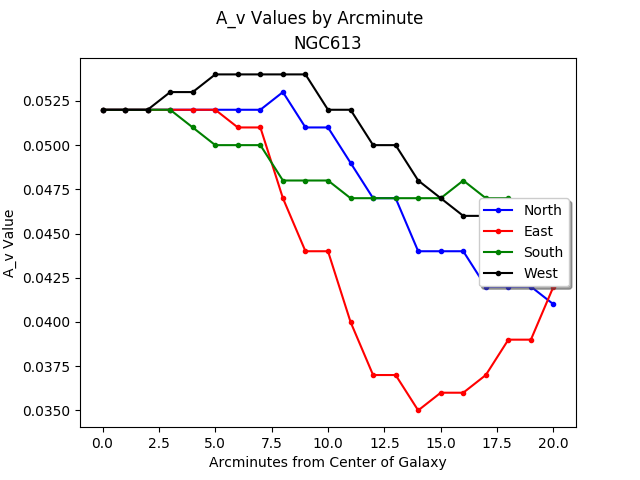 A_v Values by Arcminute
NGC613
A_v Value
0.0525
0.0500
0.0475
0.0450
0.0425
0.0400
0.0375
0.0350
North
East
South
West
0.0 2.5 5.0 7.5 10.0 12.5 15.0 17.5 20.0
Arcminutes from Center of Galaxy